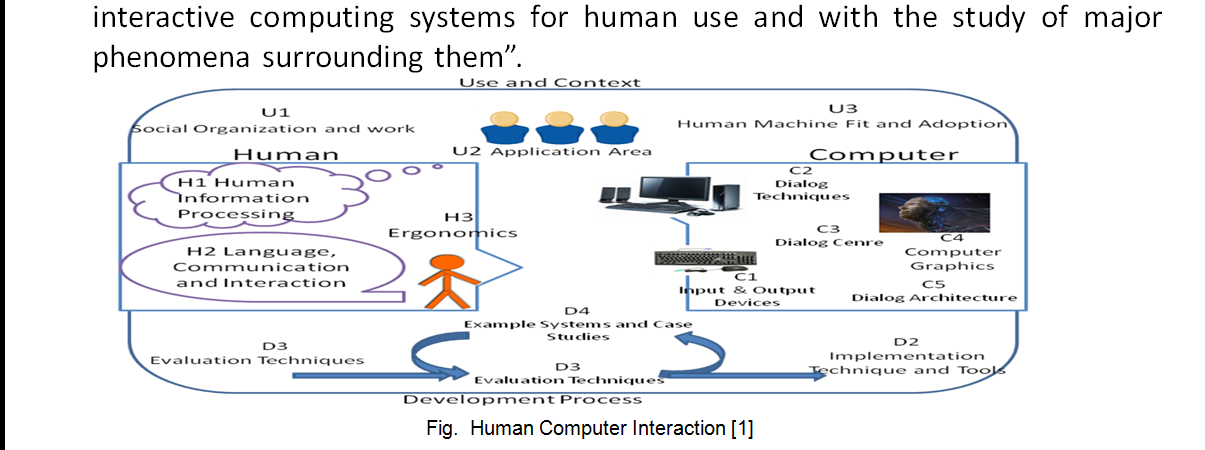 interactive computing systems for human use and with the study of major
phenomena surrounding them”.
Use and Context
U1
Social Organization and work
U2 Application Area
U3
Human Machine Fit and Adoption
Human
H1 Human
Information
Processing
H2 Language,
Communication
and Interaction
H3
Ergonomics
Computer
C2
Dialog
Techniques
C3
Dialog Cenre
C4
Computer
Graphics
C1
Input & Output
Devices
C5
Dialog Architecture
D4
Example Systems and Case
Studies
D3
Evaluation Techniques
D3
Evaluation Techniques
D2
Implementation
Technique and Tools
Development Process
Fig. Human Computer Interaction [1]